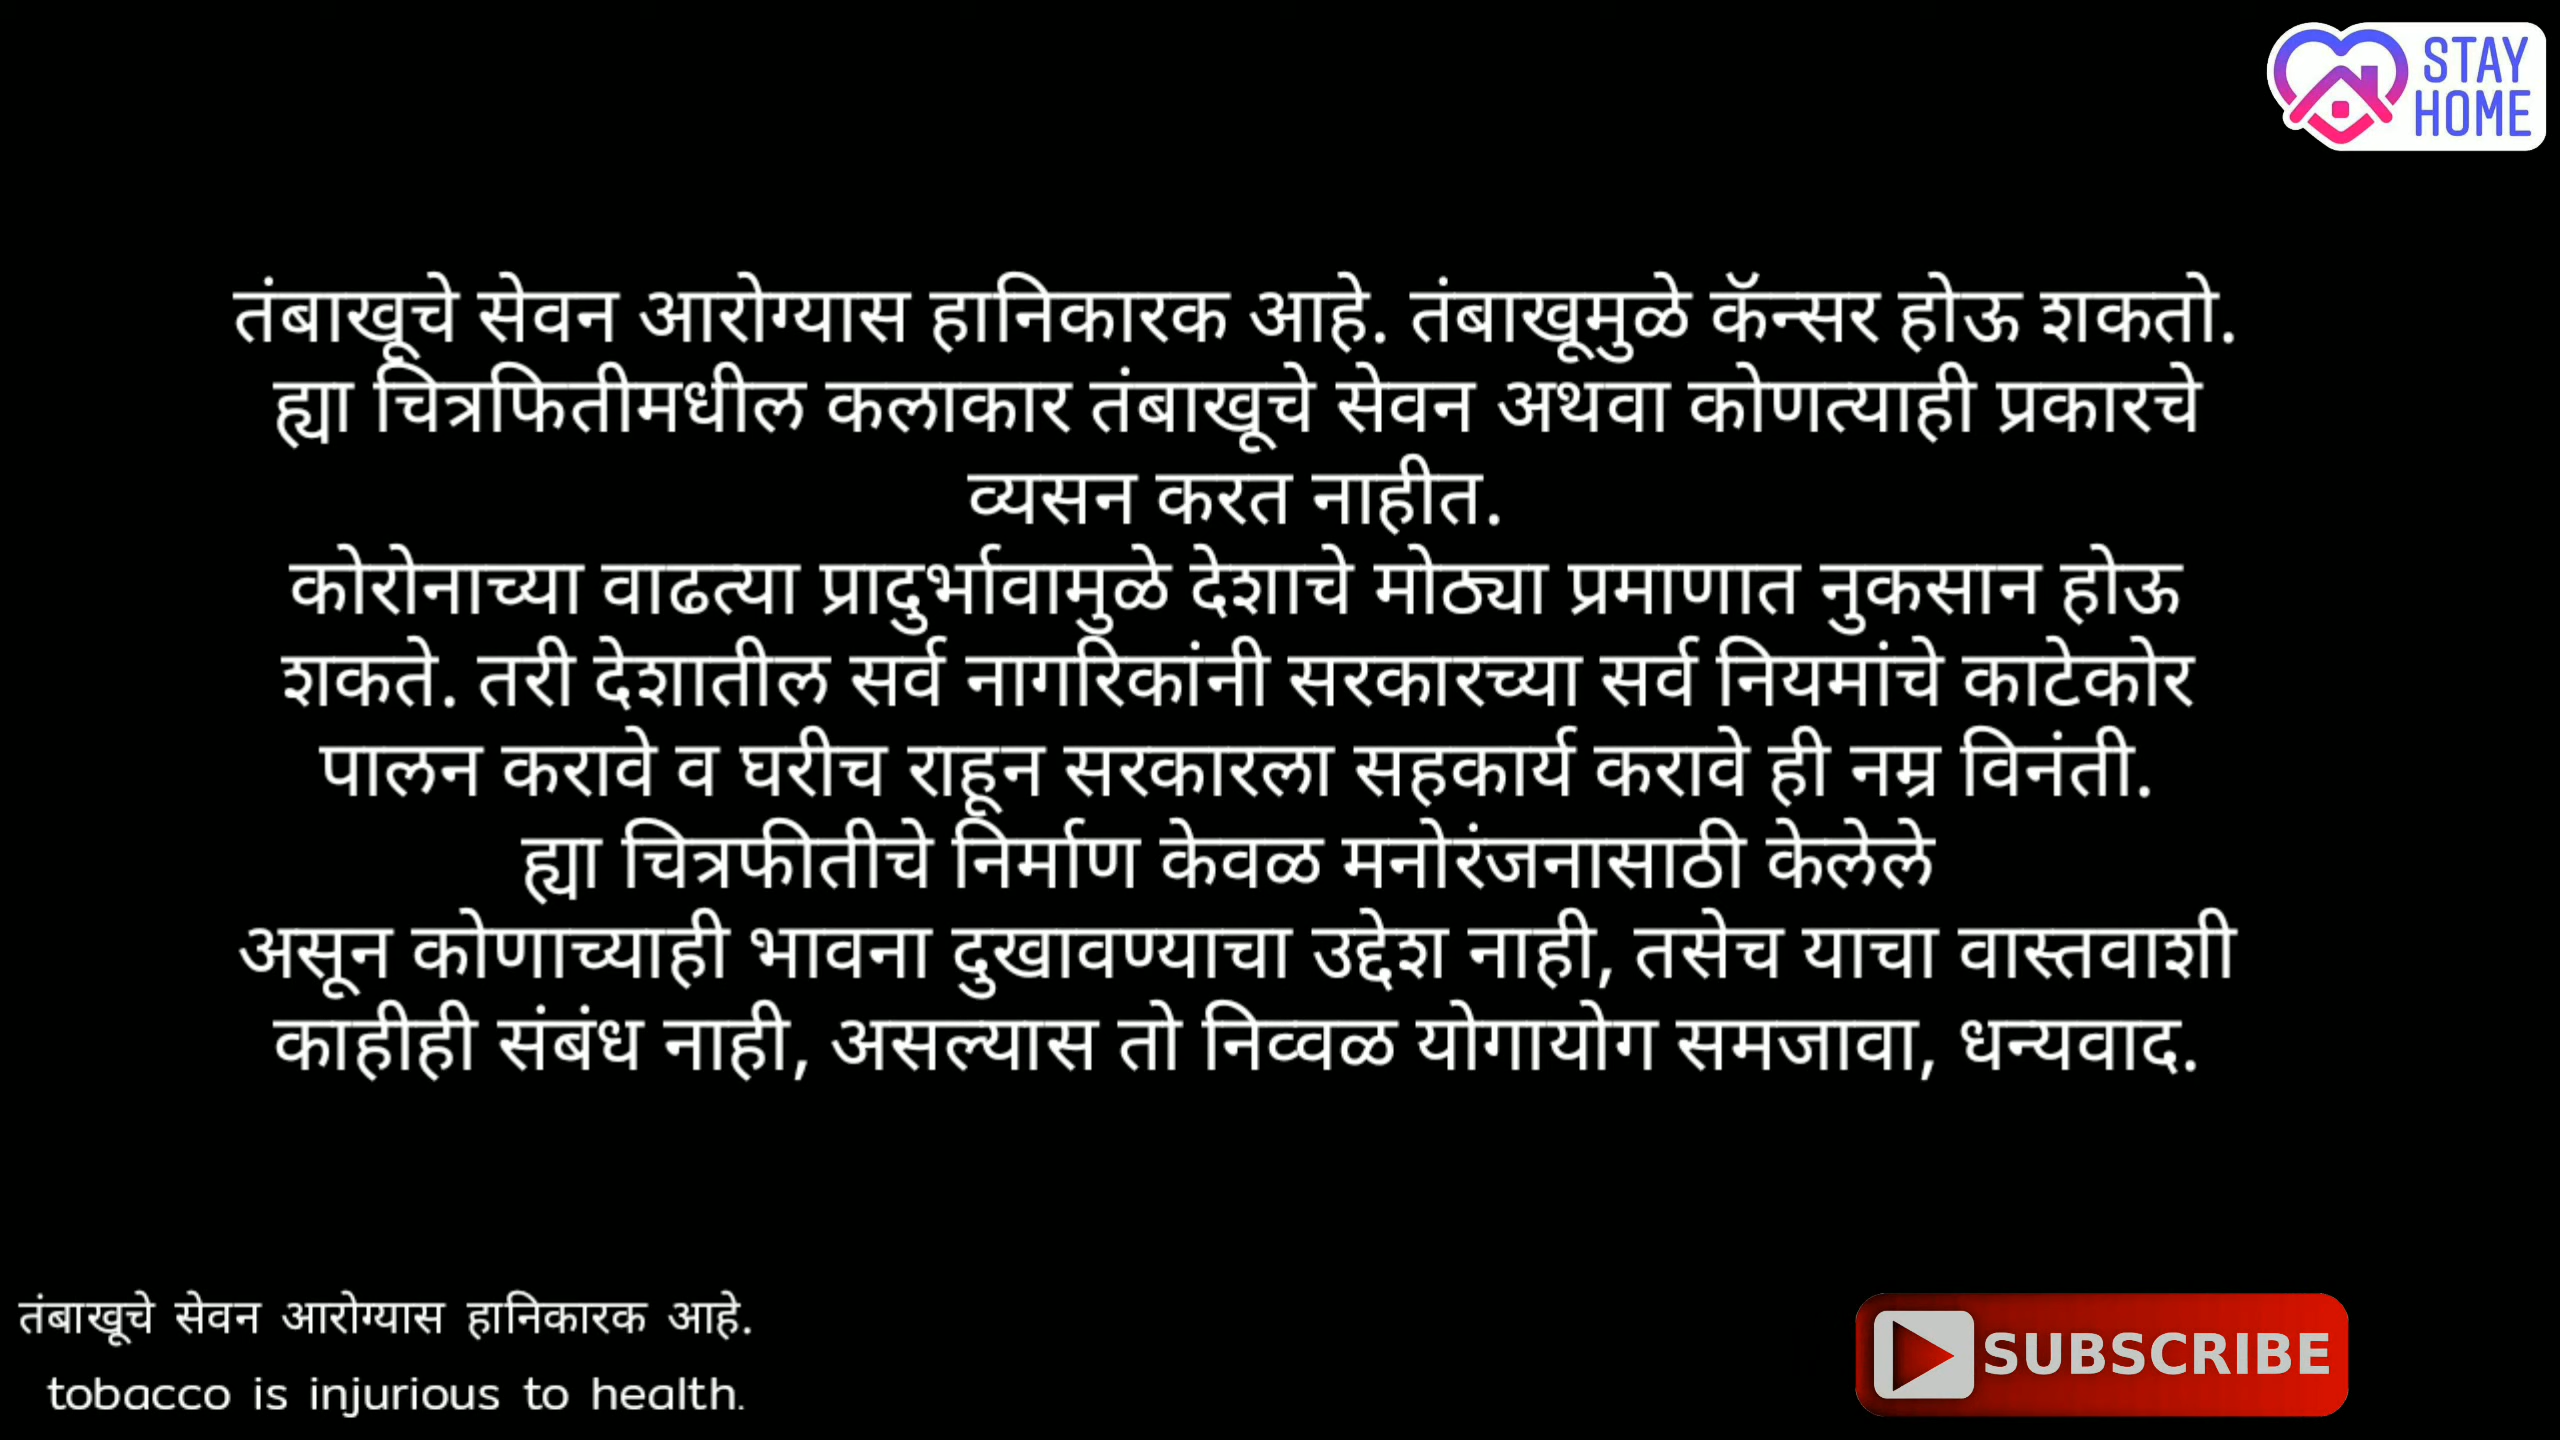 STAY
HOME
तंबाखूचे सेवन आरोग्यास हानिकारक आहे. तंबाखूमुळे कॅन्सर होऊ शकतो.
ह्या चित्रफितीमधील कलाकार तंबाखूचे सेवन अथवा कोणत्याही प्रकारचे
व्यसन करत नाहीत.
कोरोनाच्या वाढत्या प्रादुर्भावामुळे देशाचे मोठ्या प्रमाणात नुकसान होऊ
शकते. तरी देशातील सर्व नागरिकांनी सरकारच्या सर्व नियमांचे काटेकोर
पालन करावे व घरीच राहून सरकारला सहकार्य करावे ही नम्र विनंती.
ह्या चित्रफीतीचे निर्माण केवळ मनोरंजनासाठी केलेले
असून कोणाच्याही भावना दुखावण्याचा उद्देश नाही, तसेच याचा वास्तवाशी
काहीही संबंध नाही, असल्यास तो निव्वळ योगायोग समजावा, धन्यवाद.
तंबाखूचे सेवन आरोग्यास हानिकारक आहे.
tobacco is injurious to health.
SUBSCRIBE